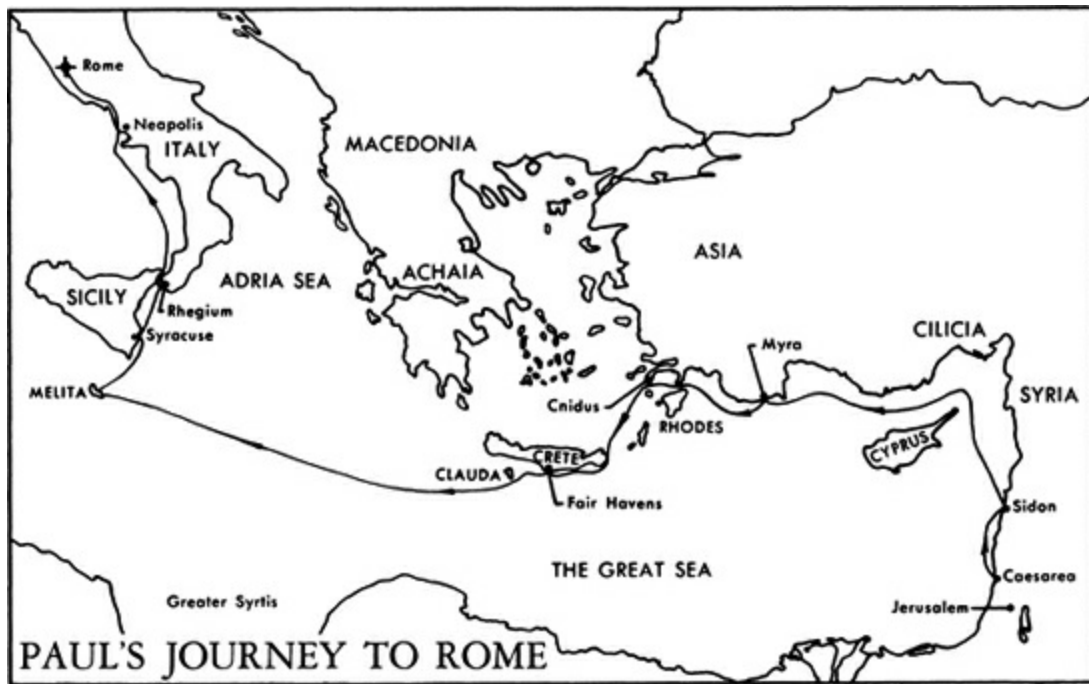 Rome
Neapolis
ITALY
MACEDONIA
ASIA
ADRIA SEA
ACHAIA
SICILY
Rhegium
Syracuse
Myra
CILICIA
SYRIA
MELITA
Cnidus
RHODES
CYPRUS
CRETE
CLAUDA
Fair Havens
Sidon
THE GREAT SEA
Caesarea
Greater Syrtis
Jerusalem
PAUL'S JOURNEY TO ROME